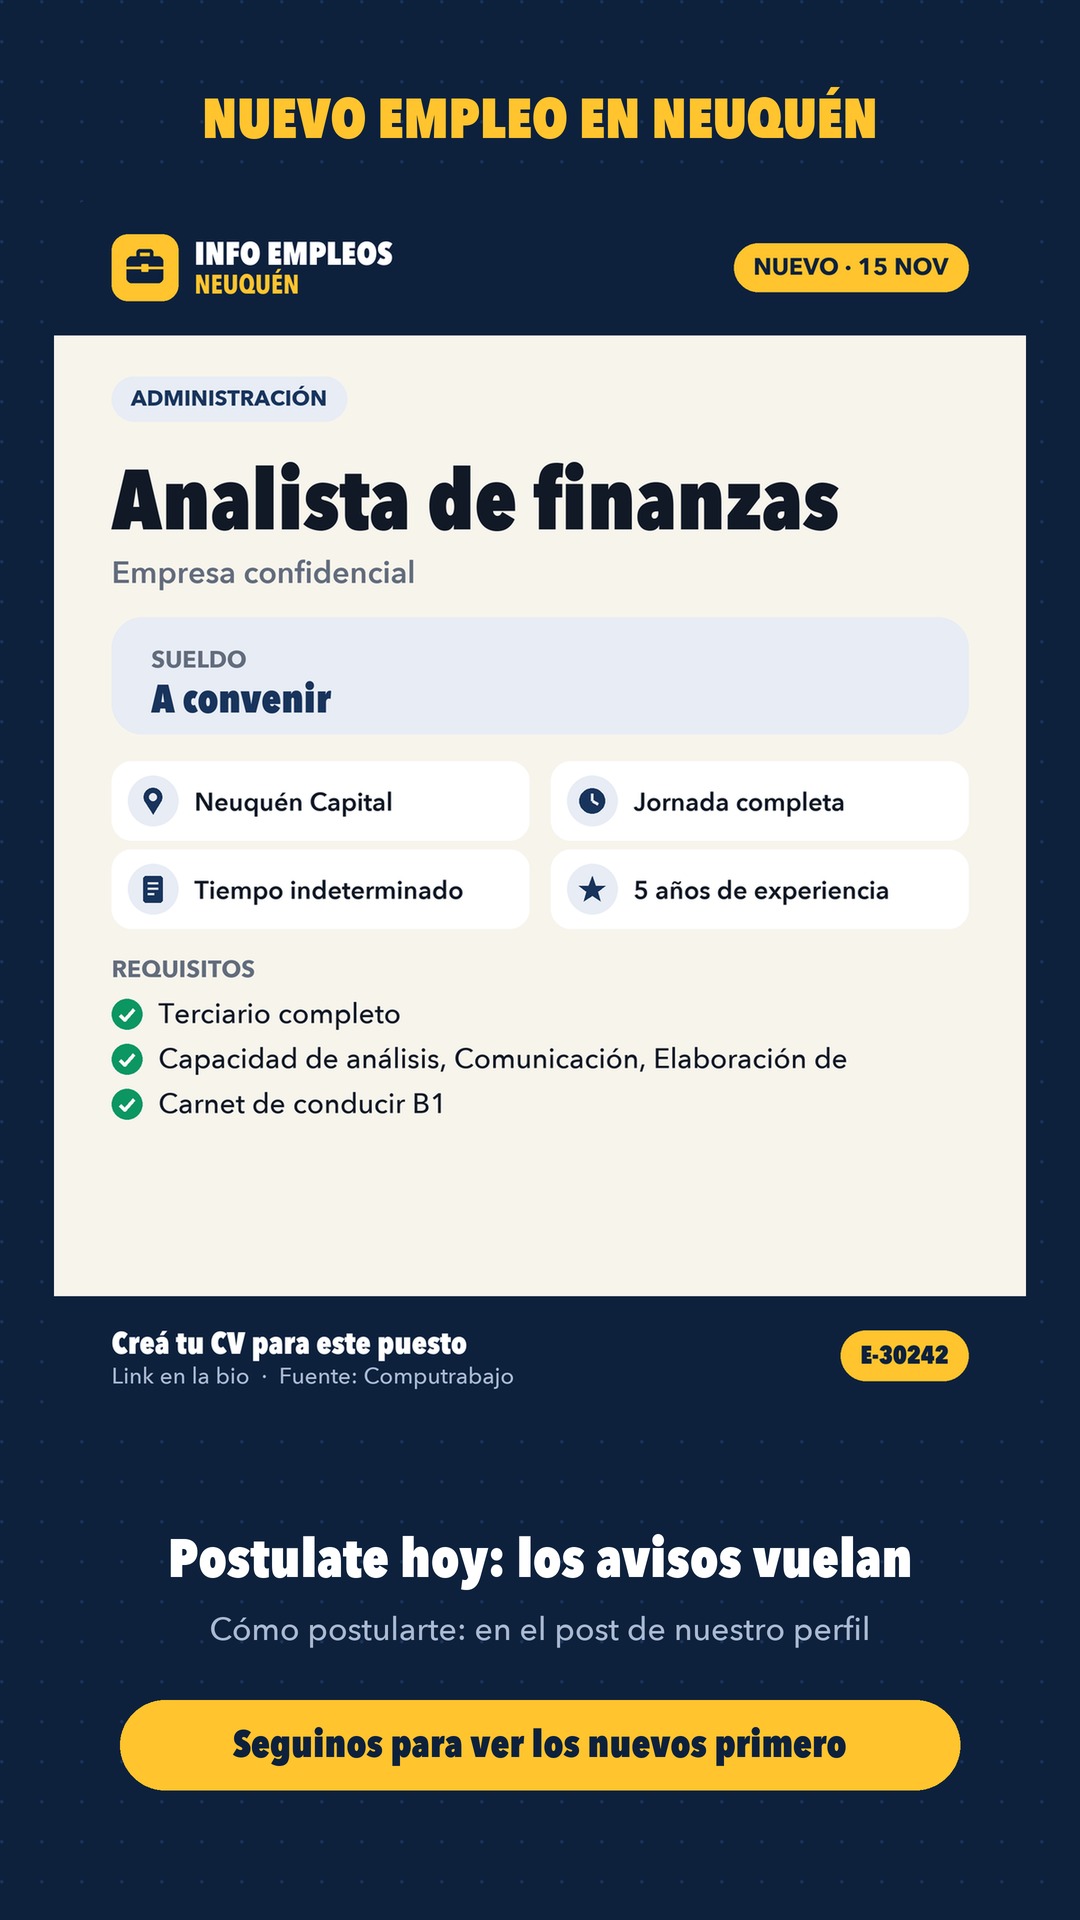 NUEVO EMPLEO EN NEUQUÉN
INFO EMPLEOS
NEUQUÉN
NUEVO · 15 NOV
ADMINISTRACIÓN
Analista de finanzas
Empresa confidencial
SUELDO
A convenir
Neuquén Capital
Jornada completa
Tiempo indeterminado
5 años de experiencia
REQUISITOS
Terciario completo
Capacidad de análisis, Comunicación, Elaboración de
Carnet de conducir B1
Creá tu CV para este puesto
Link en la bio · Fuente: Computrabajo
E-30242
Postulate hoy: los avisos vuelan
Cómo postularte: en el post de nuestro perfil
Seguinos para ver los nuevos primero